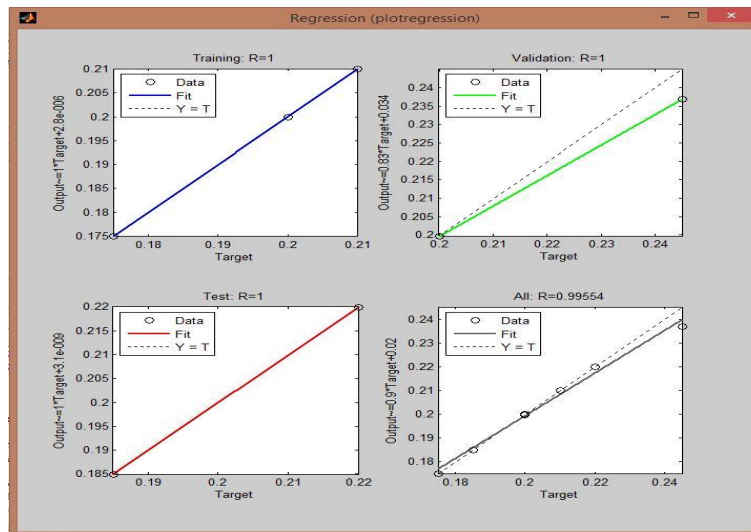 Regression (plotregression)
Training: R=1
Output~=1*Target+2.8e-006
0.21
0.205
0.2
0.195
0.19
0.185
0.18
0.175
Data
Fit
Y = T
0.18
0.19
0.2
0.21
Target
Validation: R=1
Output~=0.83*Target+0.034
0.24
0.235
0.23
0.225
0.22
0.215
0.21
0.205
0.2
Data
Fit
Y = T
0.2
0.21
0.22
0.23
0.24
Target
Test: R=1
Output~=1*Target+3.1e-009
0.22
0.215
0.21
0.205
0.2
0.195
0.19
0.185
Data
Fit
Y = T
0.19
0.2
0.21
0.22
Target
All: R=0.99554
Output~=0.9*Target+0.02
0.24
0.23
0.22
0.21
0.2
0.19
0.18
Data
Fit
Y = T
0.18
0.2
0.22
0.24
Target